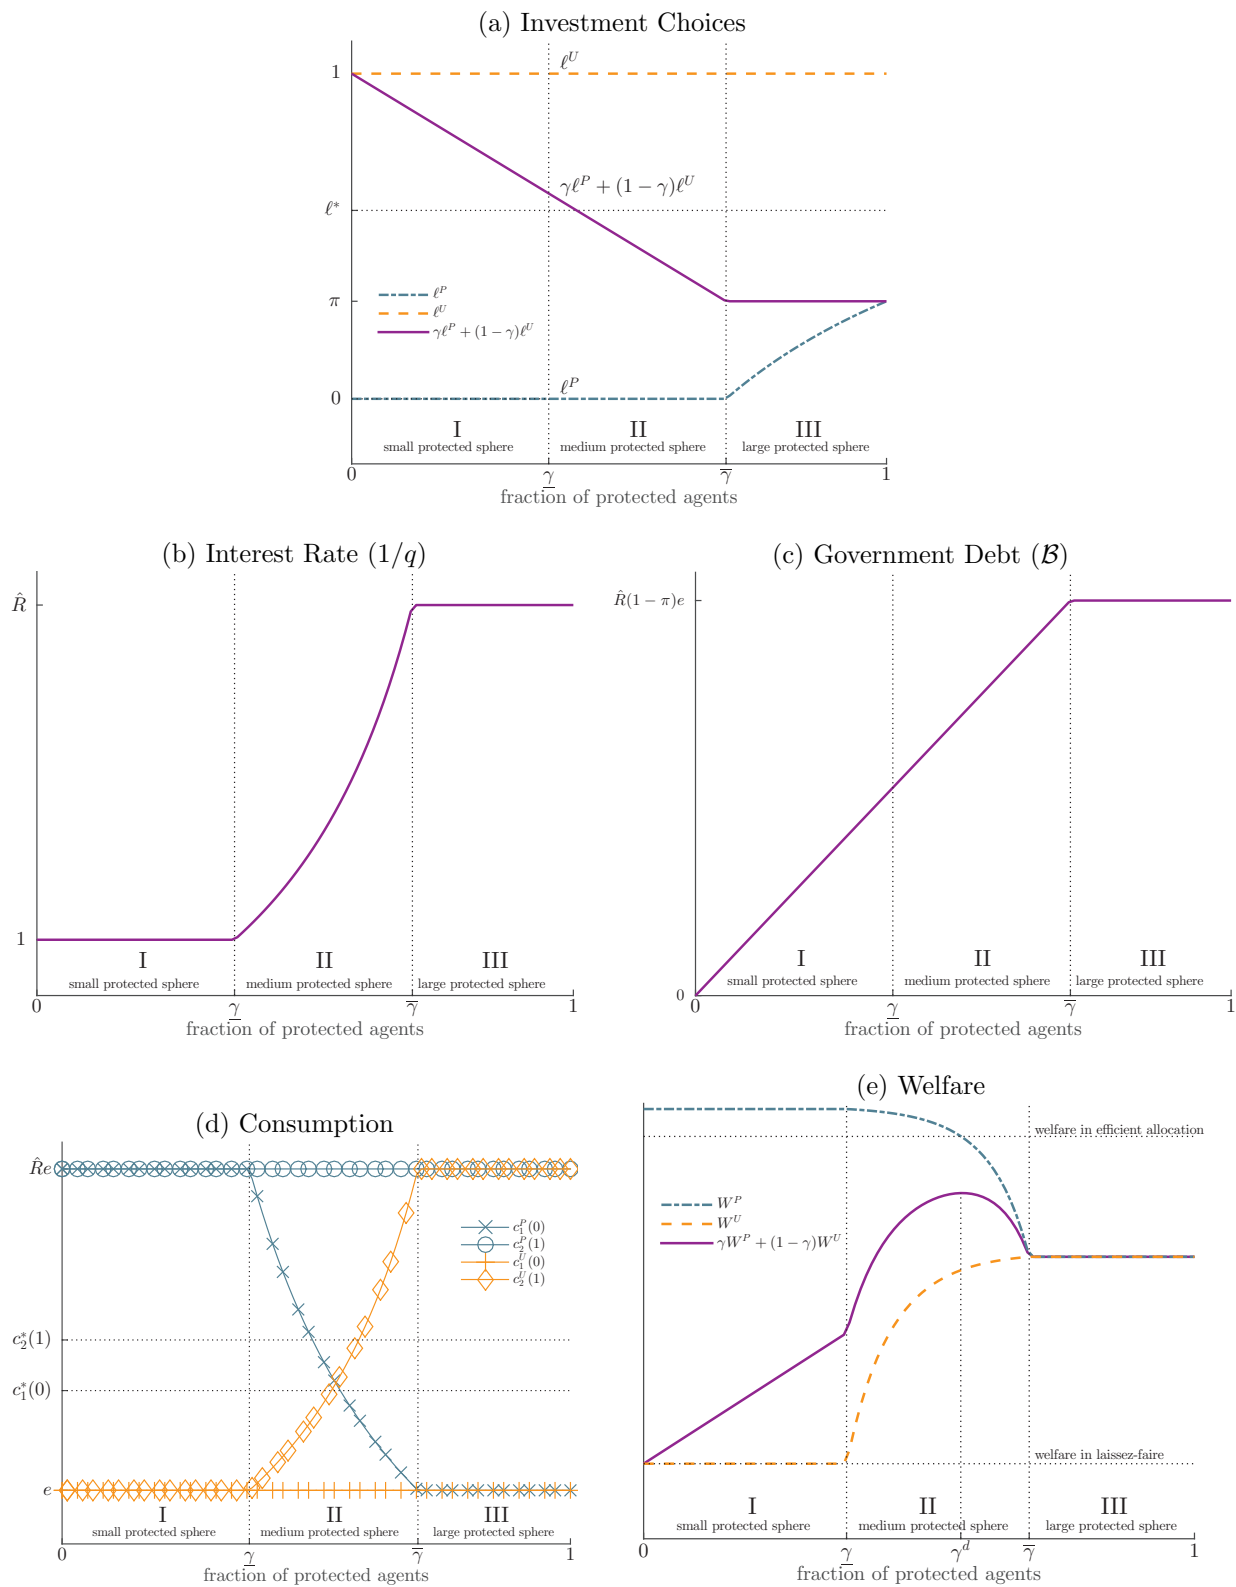 (a) Investment Choices
1
ℓ^U
γℓ^P + (1 − γ)ℓ^U
ℓ*
π
ℓ^P
ℓ^U
γℓ^P + (1 − γ)ℓ^U
0
ℓ^P
I
II
III
small protected sphere
medium protected sphere
large protected sphere
0
γ̲
γ̅
1
fraction of protected agents
(b) Interest Rate (1/q)
R̂
1
I
II
III
small protected sphere
medium protected sphere
large protected sphere
0
γ̲
γ̅
1
fraction of protected agents
(c) Government Debt (ℬ)
R̂(1 − π)e
0
I
II
III
small protected sphere
medium protected sphere
large protected sphere
0
γ̲
γ̅
1
fraction of protected agents
(d) Consumption
R̂e
c₁^P(0)
c₂^P(1)
c₁^U(0)
c₂^U(1)
c₂*(1)
c₁*(0)
e
I
II
III
small protected sphere
medium protected sphere
large protected sphere
0
γ̲
γ̅
1
fraction of protected agents
(e) Welfare
welfare in efficient allocation
W^P
W^U
γW^P + (1 − γ)W^U
welfare in laissez-faire
I
II
III
small protected sphere
medium protected sphere
large protected sphere
0
γ̲
γ^d
γ̅
1
fraction of protected agents